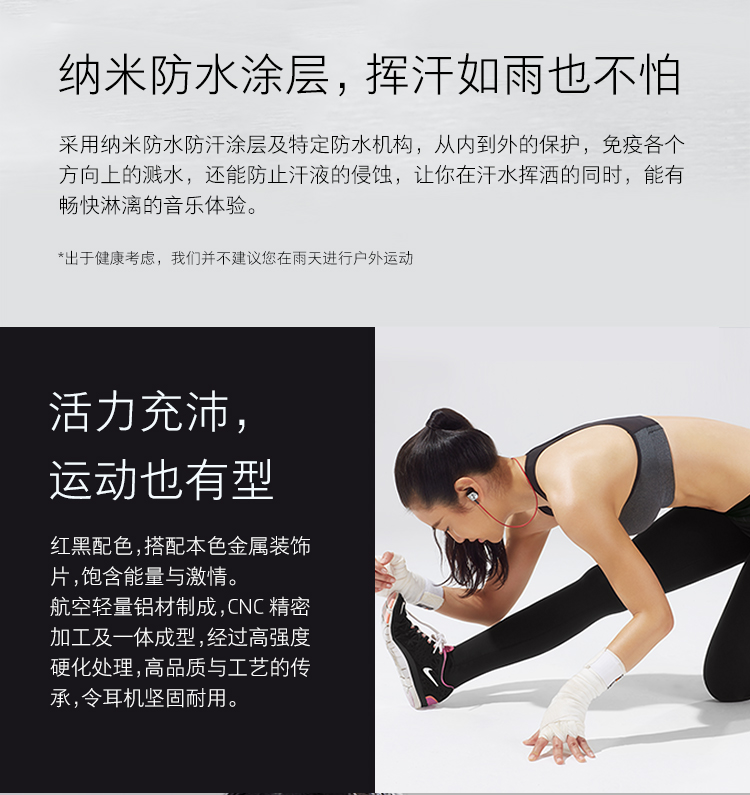 纳米防水涂层，挥汗如雨也不怕
采用纳米防水防汗涂层及特定防水机构，从内到外的保护，免疫各个
方向上的溅水，还能防止汗液的侵蚀，让你在汗水挥洒的同时，能有
畅快淋漓的音乐体验。
*出于健康考虑，我们并不建议您在雨天进行户外运动
活力充沛，
运动也有型
红黑配色，搭配本色金属装饰
片，饱含能量与激情。
航空轻量铝材制成，CNC 精密
加工及一体成型，经过高强度
硬化处理，高品质与工艺的传
承，令耳机坚固耐用。